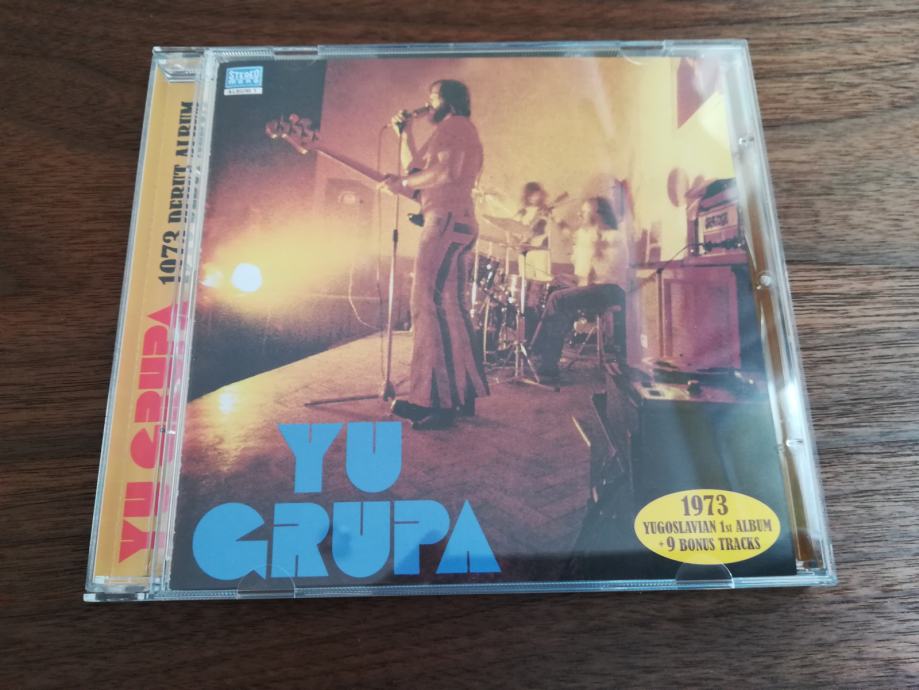 STEREO
YU GRUPA 1973 DEBUT ALBUM
YU
GRUPA
1973
YUGOSLAVIAN 1st ALBUM
+9 BONUS TRACKS